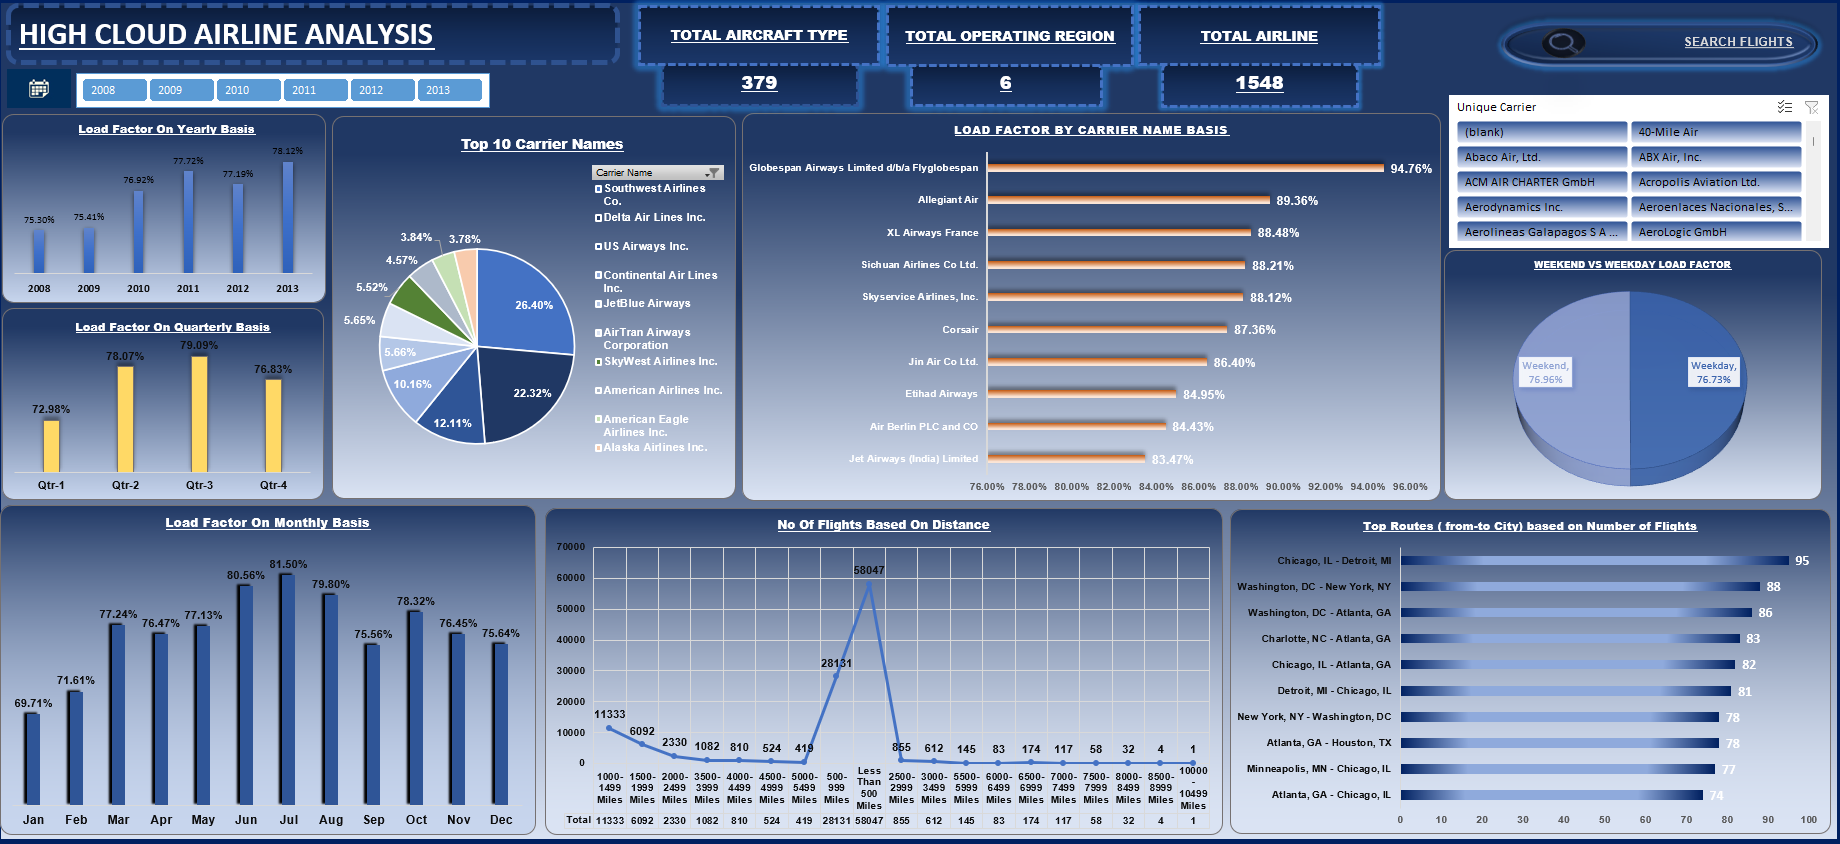 HIGH CLOUD AIRLINE ANALYSIS
TOTAL AIRCRAFT TYPE
379
TOTAL OPERATING REGION
6
TOTAL AIRLINE
1548
SEARCH FLIGHTS
2008 2009 2010 2011 2012 2013
Unique Carrier
(blank) 40-Mile Air
Abaco Air, Ltd. ABX Air, Inc.
ACM AIR CHARTER GmbH Acropolis Aviation Ltd.
Aerodynamics Inc. Aeroenlaces Nacionales, S...
Aerolineas Galapagos S A ... AeroLogic GmbH
Load Factor On Yearly Basis
75.30% 75.41% 76.92% 77.72% 77.19% 78.12%
2008 2009 2010 2011 2012 2013
Load Factor On Quarterly Basis
72.98% 78.07% 79.09% 76.83%
Qtr-1 Qtr-2 Qtr-3 Qtr-4
Top 10 Carrier Names
26.40%
22.32%
12.11%
10.16%
5.66%
5.65%
5.52%
4.57%
3.84%
3.78%
Carrier Name
Southwest Airlines
Co.
Delta Air Lines Inc.
US Airways Inc.
Continental Air Lines
Inc.
JetBlue Airways
AirTran Airways
Corporation
SkyWest Airlines Inc.
American Airlines Inc.
American Eagle
Airlines Inc.
Alaska Airlines Inc.
LOAD FACTOR BY CARRIER NAME BASIS
Globespan Airways Limited d/b/a Flyglobespan 94.76%
Allegiant Air 89.36%
XL Airways France 88.48%
Sichuan Airlines Co Ltd. 88.21%
Skyservice Airlines, Inc. 88.12%
Corsair 87.36%
Jin Air Co Ltd. 86.40%
Etihad Airways 84.95%
Air Berlin PLC and CO 84.43%
Jet Airways (India) Limited 83.47%
76.00% 78.00% 80.00% 82.00% 84.00% 86.00% 88.00% 90.00% 92.00% 94.00% 96.00%
WEEKEND VS WEEKDAY LOAD FACTOR
Weekend,
76.96%
Weekday,
76.73%
Load Factor On Monthly Basis
69.71% 71.61% 77.24% 76.47% 77.13% 80.56% 81.50% 79.80% 75.56% 78.32% 76.45% 75.64%
Jan Feb Mar Apr May Jun Jul Aug Sep Oct Nov Dec
No Of Flights Based On Distance
70000
60000
50000
40000
30000
20000
10000
0
11333 6092 2330 1082 810 524 419 28131 58047 855 612 145 83 174 117 58 32 4 1
1000-1499 Miles
1500-1999 Miles
2000-2499 Miles
3500-3999 Miles
4000-4499 Miles
4500-4999 Miles
5000-5499 Miles
500-999 Miles
Less Than 500 Miles
2500-2999 Miles
3000-3499 Miles
5500-5999 Miles
6000-6499 Miles
6500-6999 Miles
7000-7499 Miles
7500-7999 Miles
8000-8499 Miles
8500-8999 Miles
10000-10499 Miles
Total 11333 6092 2330 1082 810 524 419 28131 58047 855 612 145 83 174 117 58 32 4 1
Top Routes ( from-to City) based on Number of Flights
Chicago, IL - Detroit, MI 95
Washington, DC - New York, NY 88
Washington, DC - Atlanta, GA 86
Charlotte, NC - Atlanta, GA 83
Chicago, IL - Atlanta, GA 82
Detroit, MI - Chicago, IL 81
New York, NY - Washington, DC 78
Atlanta, GA - Houston, TX 78
Minneapolis, MN - Chicago, IL 77
Atlanta, GA - Chicago, IL 74
0 10 20 30 40 50 60 70 80 90 100